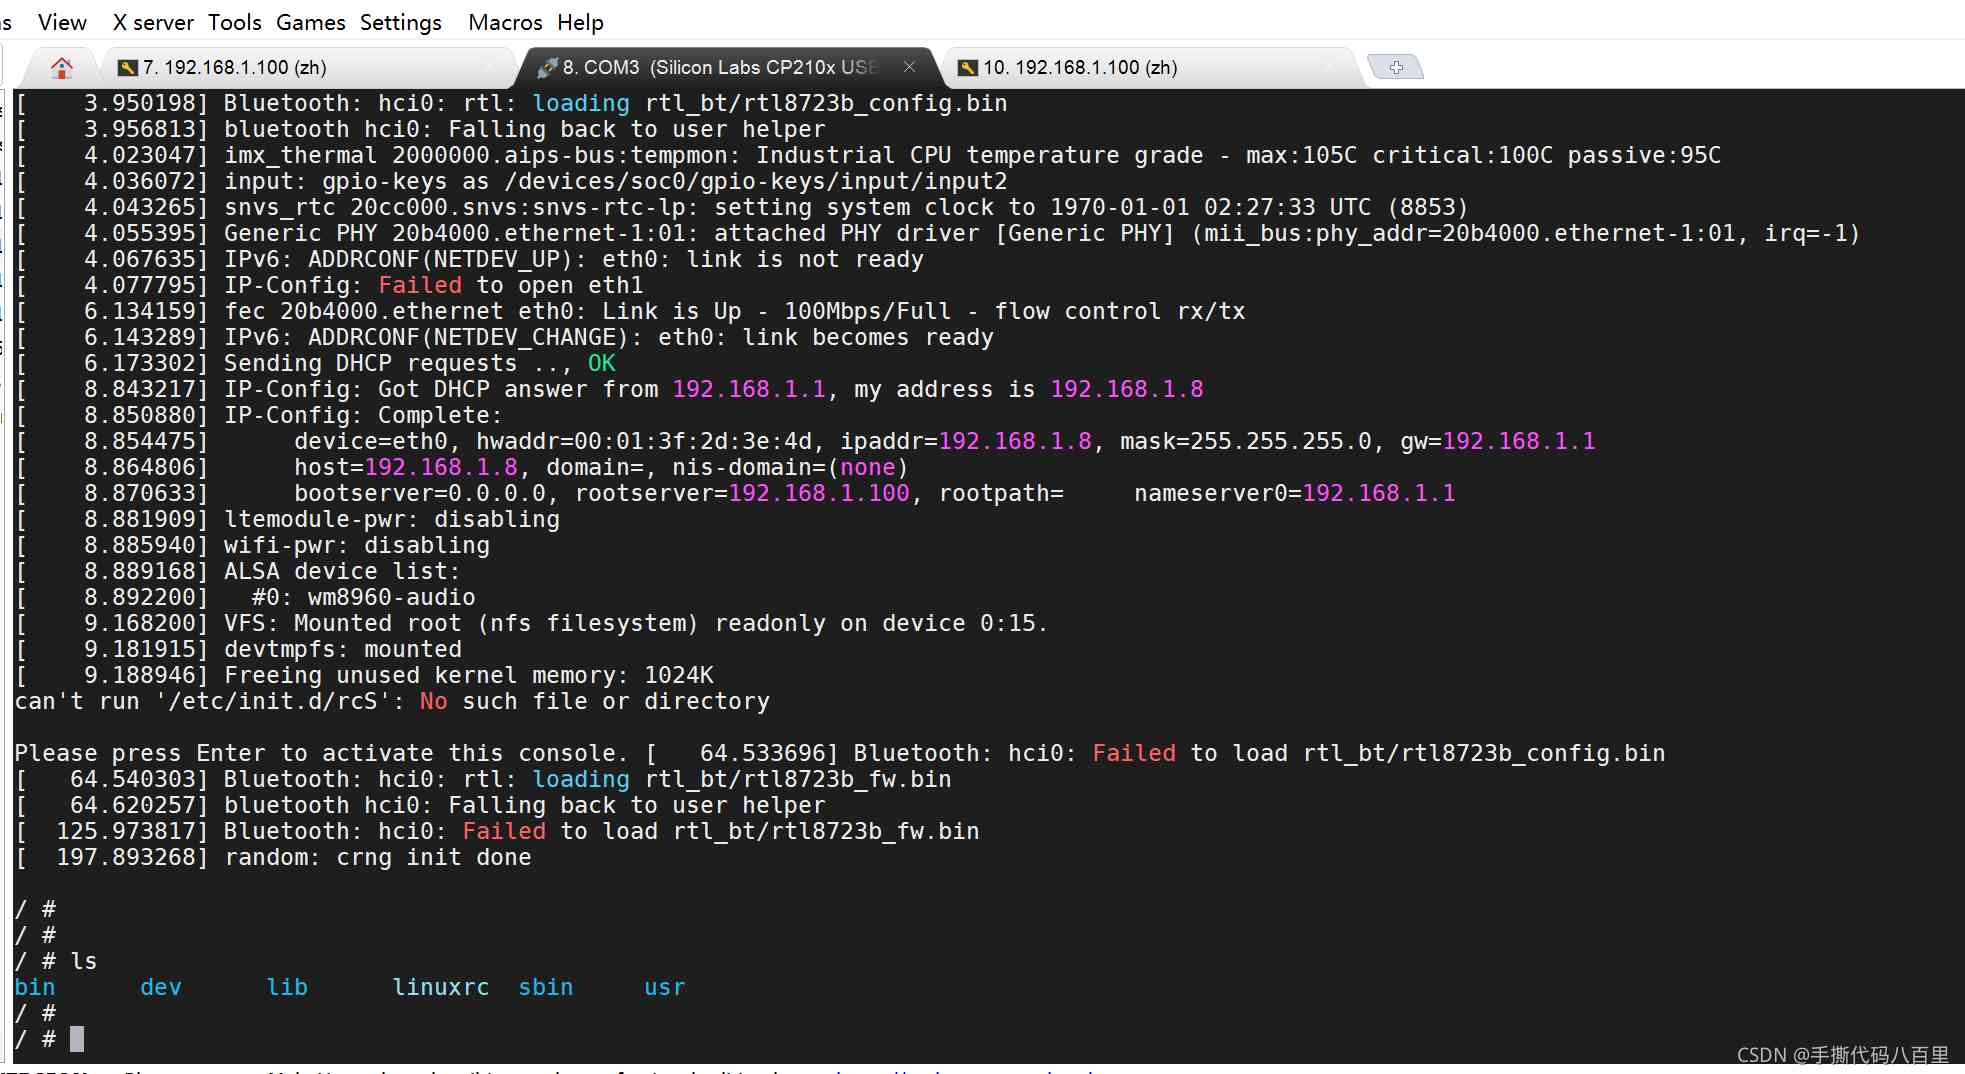 View X server Tools Games Settings Macros Help
7. 192.168.1.100 (zh)
8. COM3 (Silicon Labs CP210x USB
10. 192.168.1.100 (zh)
[    3.950198] Bluetooth: hci0: rtl: loading rtl_bt/rtl8723b_config.bin
[    3.956813] bluetooth hci0: Falling back to user helper
[    4.023047] imx_thermal 2000000.aips-bus:tempmon: Industrial CPU temperature grade - max:105C critical:100C passive:95C
[    4.036072] input: gpio-keys as /devices/soc0/gpio-keys/input/input2
[    4.043265] snvs_rtc 20cc000.snvs:snvs-rtc-lp: setting system clock to 1970-01-01 02:27:33 UTC (8853)
[    4.055395] Generic PHY 20b4000.ethernet-1:01: attached PHY driver [Generic PHY] (mii_bus:phy_addr=20b4000.ethernet-1:01, irq=-1)
[    4.067635] IPv6: ADDRCONF(NETDEV_UP): eth0: link is not ready
[    4.077795] IP-Config: Failed to open eth1
[    6.134159] fec 20b4000.ethernet eth0: Link is Up - 100Mbps/Full - flow control rx/tx
[    6.143289] IPv6: ADDRCONF(NETDEV_CHANGE): eth0: link becomes ready
[    6.173302] Sending DHCP requests .., OK
[    8.843217] IP-Config: Got DHCP answer from 192.168.1.1, my address is 192.168.1.8
[    8.850880] IP-Config: Complete:
[    8.854475]      device=eth0, hwaddr=00:01:3f:2d:3e:4d, ipaddr=192.168.1.8, mask=255.255.255.0, gw=192.168.1.1
[    8.864806]      host=192.168.1.8, domain=, nis-domain=(none)
[    8.870633]      bootserver=0.0.0.0, rootserver=192.168.1.100, rootpath=     nameserver0=192.168.1.1
[    8.881909] ltemodule-pwr: disabling
[    8.885940] wifi-pwr: disabling
[    8.889168] ALSA device list:
[    8.892200]   #0: wm8960-audio
[    9.168200] VFS: Mounted root (nfs filesystem) readonly on device 0:15.
[    9.181915] devtmpfs: mounted
[    9.188946] Freeing unused kernel memory: 1024K
can't run '/etc/init.d/rcS': No such file or directory
Please press Enter to activate this console. [   64.533696] Bluetooth: hci0: Failed to load rtl_bt/rtl8723b_config.bin
[   64.540303] Bluetooth: hci0: rtl: loading rtl_bt/rtl8723b_fw.bin
[   64.620257] bluetooth hci0: Falling back to user helper
[  125.973817] Bluetooth: hci0: Failed to load rtl_bt/rtl8723b_fw.bin
[  197.893268] random: crng init done
/ #
/ #
/ # ls
bin      dev      lib      linuxrc  sbin     usr
/ #
/ #
CSDN @手撕代码八百里